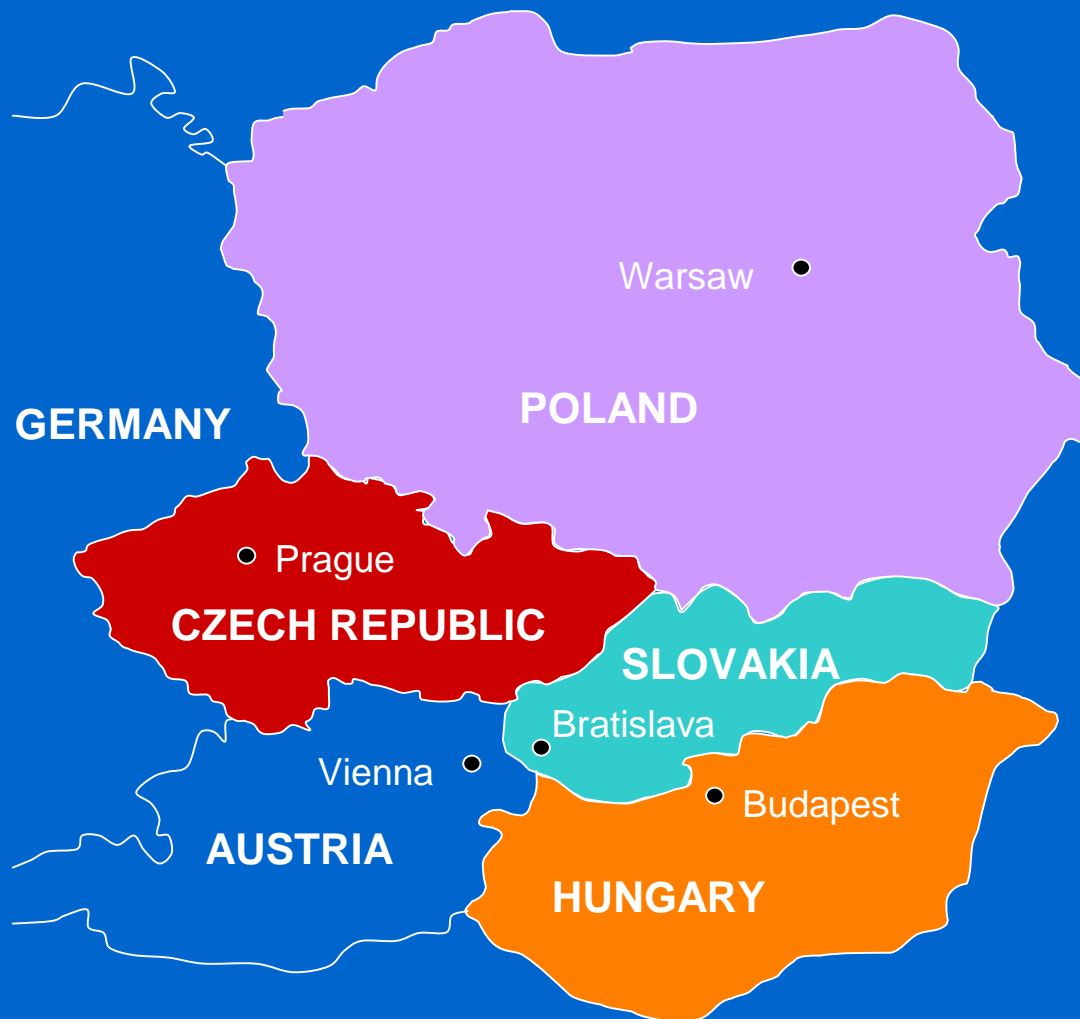 Warsaw
POLAND
GERMANY
Prague
CZECH REPUBLIC
SLOVAKIA
Bratislava
Vienna
Budapest
AUSTRIA
HUNGARY